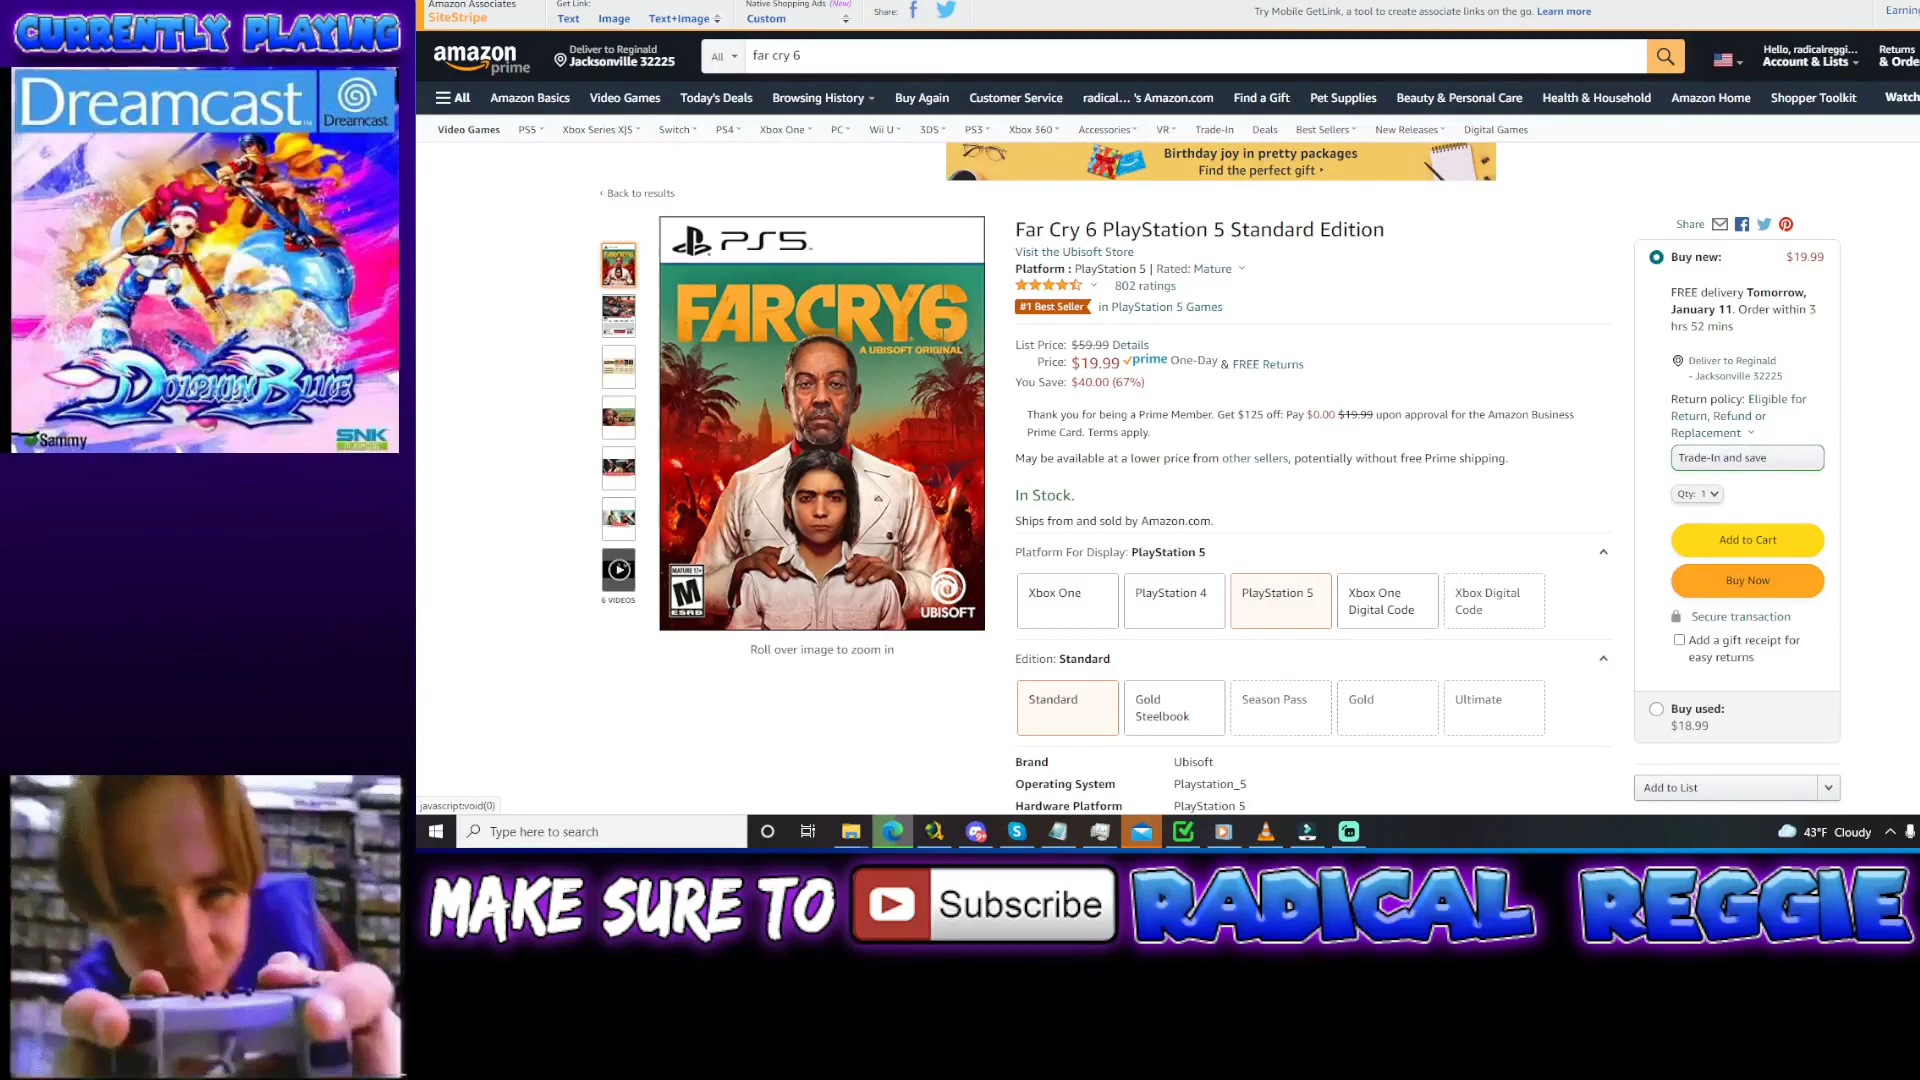 CURRENTLY PLAYING
Dreamcast
Dreamcast
DOLPHIN BLUE
Sammy
SNK
Amazon Associates
SiteStripe
Get Link:
Text
Image
Text+Image
Native Shopping Ads (New)
Custom
Share:
Try Mobile GetLink, a tool to create associate links on the go. Learn more
Earnin
amazon
prime
Deliver to Reginald
Jacksonville 32225
All
far cry 6
Hello, radicalreggi...
Account & Lists
Returns
& Orde
All
Amazon Basics
Video Games
Today's Deals
Browsing History
Buy Again
Customer Service
radical... 's Amazon.com
Find a Gift
Pet Supplies
Beauty & Personal Care
Health & Household
Amazon Home
Shopper Toolkit
Watch
Video Games
PS5
Xbox Series X|S
Switch
PS4
Xbox One
PC
Wii U
3DS
PS3
Xbox 360
Accessories
VR
Trade-In
Deals
Best Sellers
New Releases
Digital Games
Birthday joy in pretty packages
Find the perfect gift ›
‹ Back to results
PS5
FARCRY6
A UBISOFT ORIGINAL
MATURE 17+
M
ESRB
UBISOFT
6 VIDEOS
Roll over image to zoom in
Far Cry 6 PlayStation 5 Standard Edition
Visit the Ubisoft Store
Platform : PlayStation 5 | Rated: Mature
802 ratings
#1 Best Seller in PlayStation 5 Games
List Price: $59.99 Details
Price: $19.99 prime One-Day & FREE Returns
You Save: $40.00 (67%)
Thank you for being a Prime Member. Get $125 off: Pay $0.00 $19.99 upon approval for the Amazon Business
Prime Card. Terms apply.
May be available at a lower price from other sellers, potentially without free Prime shipping.
In Stock.
Ships from and sold by Amazon.com.
Platform For Display: PlayStation 5
Xbox One
PlayStation 4
PlayStation 5
Xbox One
Digital Code
Xbox Digital
Code
Edition: Standard
Standard
Gold
Steelbook
Season Pass
Gold
Ultimate
Brand Ubisoft
Operating System Playstation_5
Hardware Platform PlayStation 5
Share
Buy new: $19.99
FREE delivery Tomorrow,
January 11. Order within 3
hrs 52 mins
Deliver to Reginald
- Jacksonville 32225
Return policy: Eligible for
Return, Refund or
Replacement
Trade-In and save
Qty: 1
Add to Cart
Buy Now
Secure transaction
Add a gift receipt for
easy returns
Buy used:
$18.99
Add to List
javascript:void(0)
Type here to search
43°F Cloudy
MAKE SURE TO
Subscribe
RADICAL REGGIE